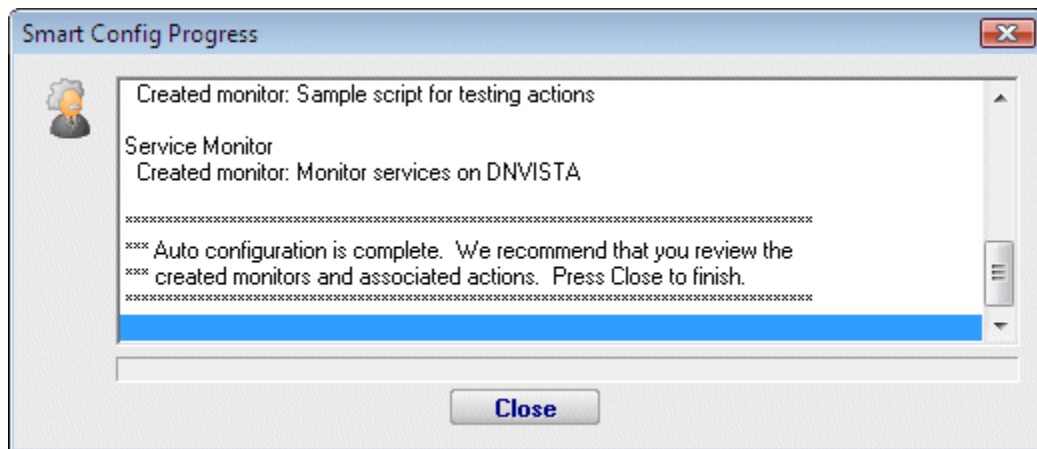 Smart Config Progress
Created monitor: Sample script for testing actions
Service Monitor
Created monitor: Monitor services on DNVISTA
*************************************************************************************
*** Auto configuration is complete.  We recommend that you review the
*** created monitors and associated actions.  Press Close to finish.
*************************************************************************************
Close